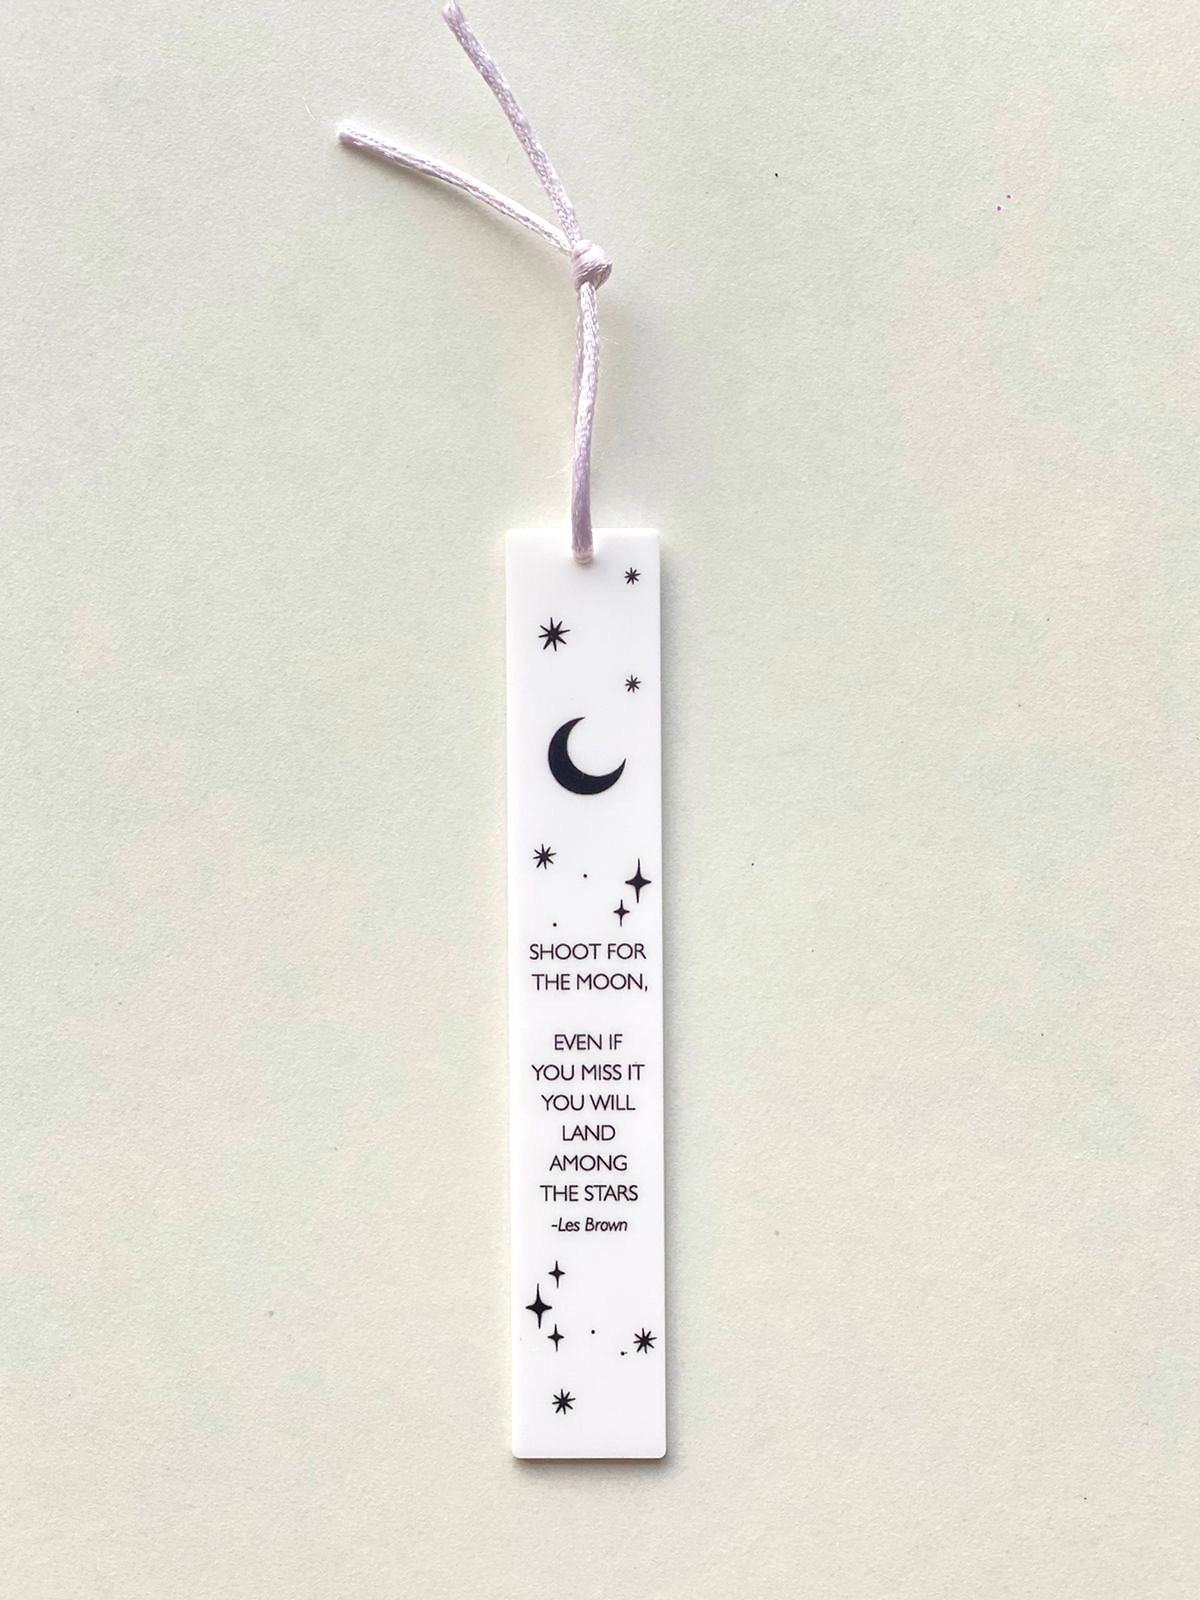 SHOOT FOR
THE MOON,
EVEN IF
YOU MISS IT
YOU WILL
LAND
AMONG
THE STARS
-Les Brown